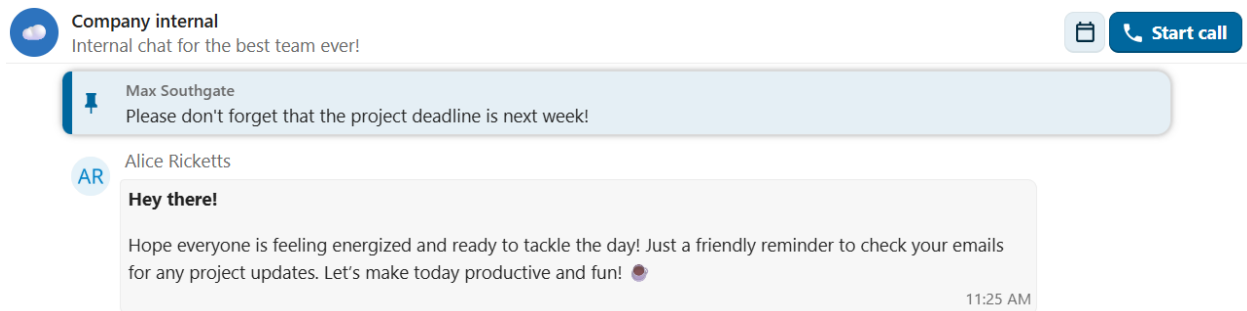 Company internal
Internal chat for the best team ever!
Start call
Max Southgate
Please don't forget that the project deadline is next week!
AR
Alice Ricketts
Hey there!
Hope everyone is feeling energized and ready to tackle the day! Just a friendly reminder to check your emails
for any project updates. Let’s make today productive and fun! ☕
11:25 AM